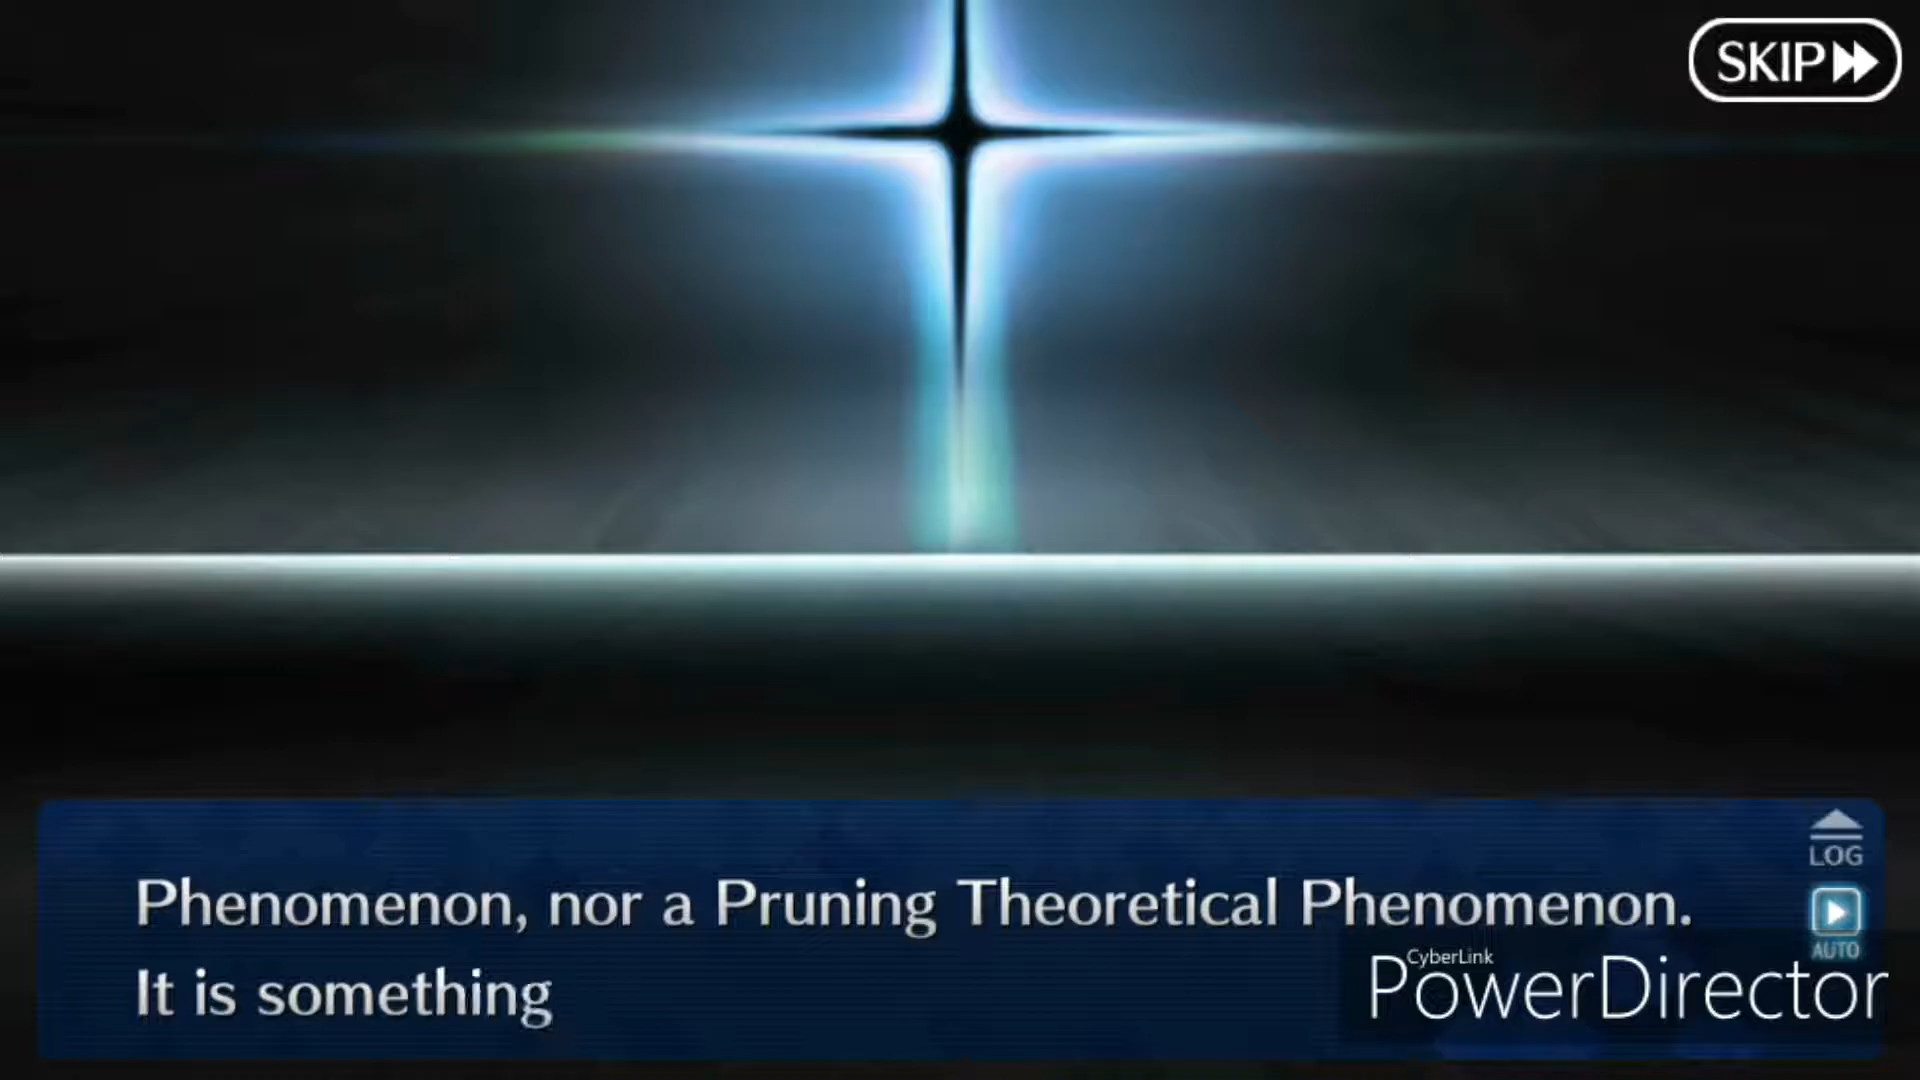 SKIP
LOG
Phenomenon, nor a Pruning Theoretical Phenomenon.
AUTO
It is something
CyberLink
PowerDirector